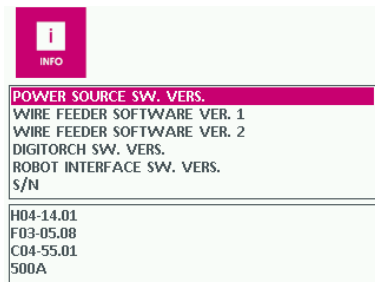 i
INFO
POWER SOURCE SW. VERS.
WIRE FEEDER SOFTWARE VER. 1
WIRE FEEDER SOFTWARE VER. 2
DIGITORCH SW. VERS.
ROBOT INTERFACE SW. VERS.
S/N
H04-14.01
F03-05.08
C04-55.01
500A